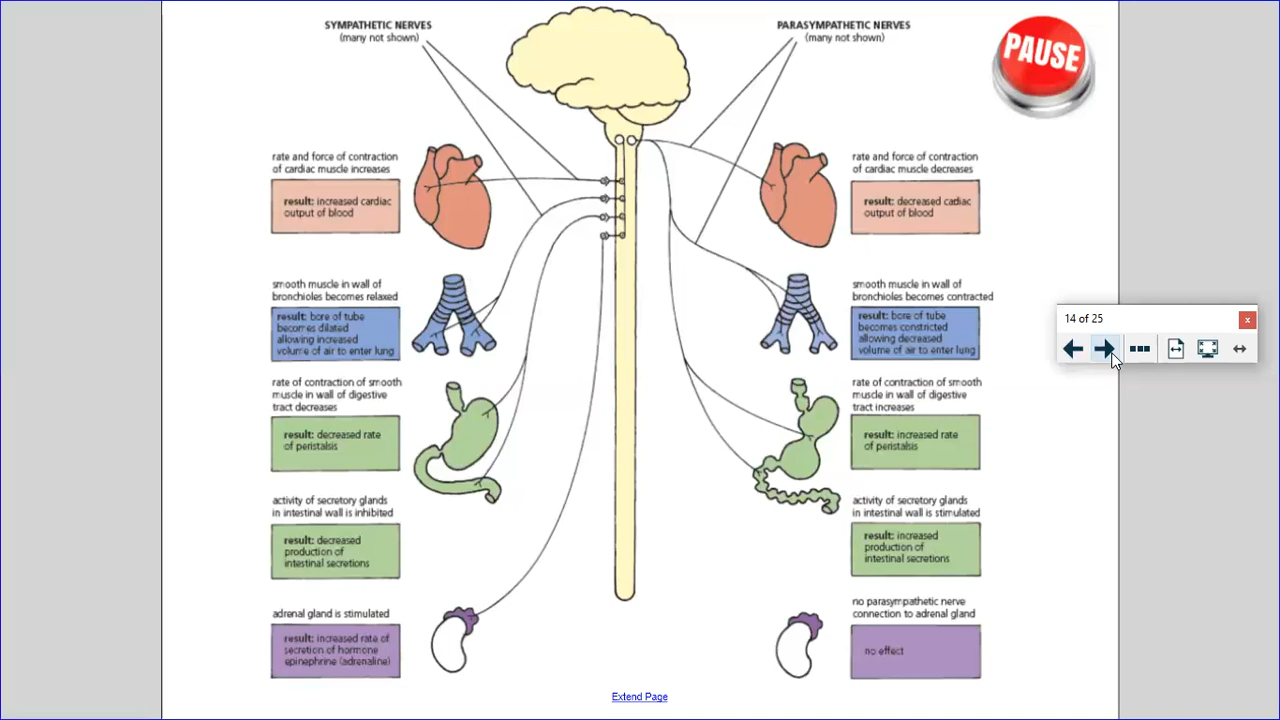 SYMPATHETIC NERVES
(many not shown)
PARASYMPATHETIC NERVES
(many not shown)
PAUSE
rate and force of contraction
of cardiac muscle increases
result: increased cardiac
output of blood
rate and force of contraction
of cardiac muscle decreases
result: decreased cadiac
output of blood
smooth muscle in wall of
bronchioles becomes relaxed
result: bore of tube
becomes dilated
allowing increased
volume of air to enter lung
smooth muscle in wall of
bronchioles becomes contracted
result: bore of tube
becomes constricted
allowing decreased
volume of air to enter lung
14 of 25
x
rate of contraction of smooth
muscle in wall of digestive
tract decreases
result: decreased rate
of peristalsis
rate of contraction of smooth
muscle in wall of digestive
tract increases
result: increased rate
of peristalsis
activity of secretory glands
in intestinal wall is inhibited
result: decreased
production of
intestinal secretions
activity of secretory glands
in intestinal wall is stimulated
result: increased
production of
intestinal secretions
adrenal gland is stimulated
result: increased rate of
secretion of hormone
epinephrine (adrenaline)
no parasympathetic nerve
connection to adrenal gland
no effect
Extend Page